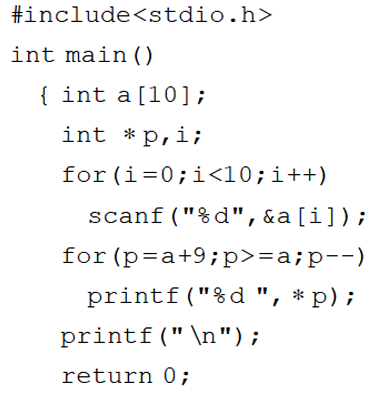 #include<stdio.h>
int main()
{ int a[10];
int *p,i;
for(i=0;i<10;i++)
scanf("%d",&a[i]);
for(p=a+9;p>=a;p--)
printf("%d ", *p);
printf("\n");
return 0;